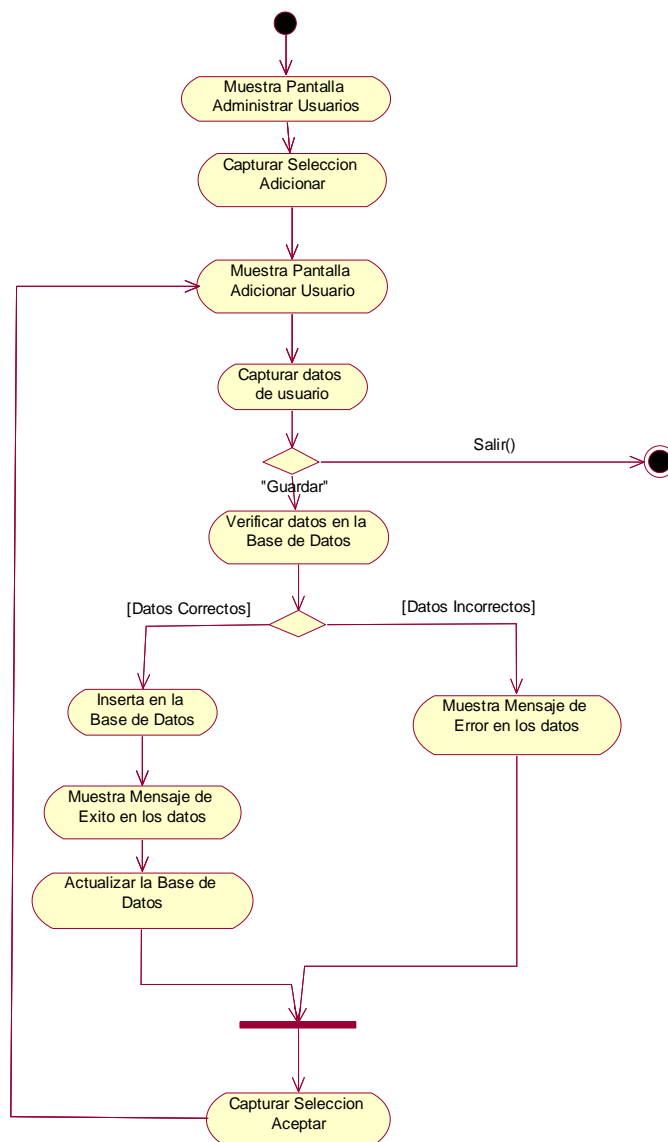 Muestra Pantalla
Administrar Usuarios
Capturar Seleccion
Adicionar
Muestra Pantalla
Adicionar Usuario
Capturar datos
de usuario
Salir()
"Guardar"
Verificar datos en la
Base de Datos
[Datos Correctos]
[Datos Incorrectos]
Inserta en la
Base de Datos
Muestra Mensaje de
Error en los datos
Muestra Mensaje de
Exito en los datos
Actualizar la Base de
Datos
Capturar Seleccion
Aceptar